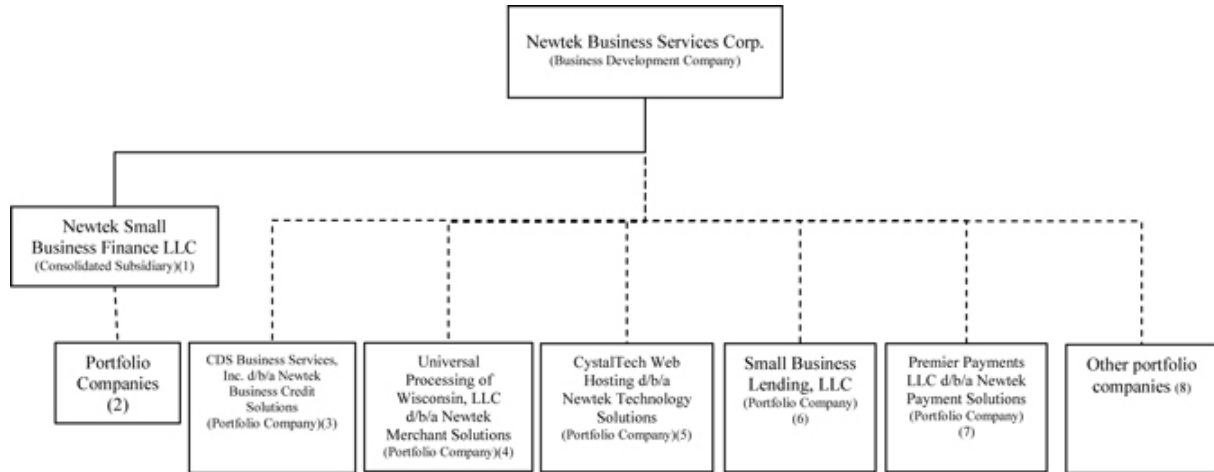 Newtek Business Services Corp.
(Business Development Company)
Newtek Small
Business Finance LLC
(Consolidated Subsidiary)(1)
Portfolio
Companies
(2)
CDS Business Services,
Inc. d/b/a Newtek
Business Credit
Solutions
(Portfolio Company)(3)
Universal
Processing of
Wisconsin, LLC
d/b/a Newtek
Merchant Solutions
(Portfolio Company)(4)
CystalTech Web
Hosting d/b/a
Newtek Technology
Solutions
(Portfolio Company)(5)
Small Business
Lending, LLC
(Portfolio Company)
(6)
Premier Payments
LLC d/b/a Newtek
Payment Solutions
(Portfolio Company)
(7)
Other portfolio
companies (8)